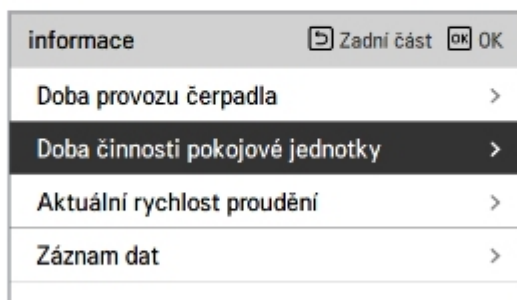 informace Zadní část OK OK
Doba provozu čerpadla
Doba činnosti pokojové jednotky
Aktuální rychlost proudění
Záznam dat